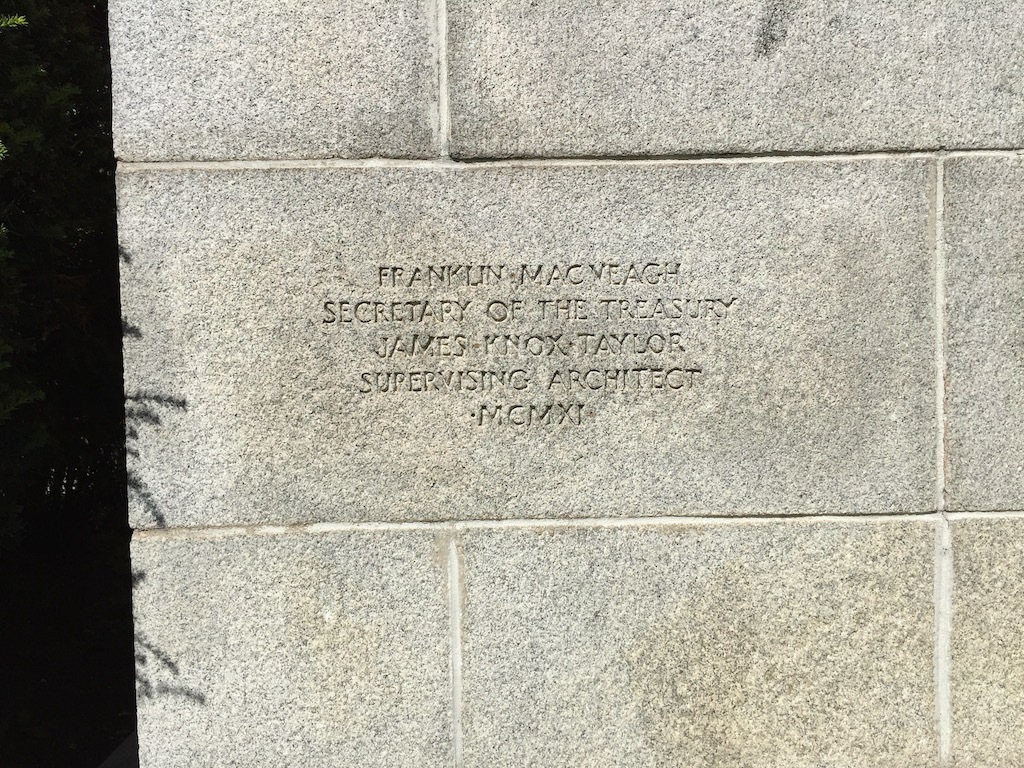 FRANKLIN·MACVEAGH
SECRETARY OF THE TREASURY
JAMES·KNOX·TAYLOR
SUPERVISING ARCHITECT
·MCMXI·